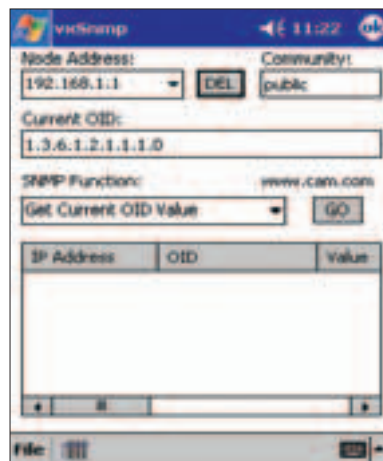 vxSnmp 11:22 ok
Node Address: Community:
192.168.1.1 DEL public
Current OID:
1.3.6.1.2.1.1.1.0
SNMP Function: www.cam.com
Get Current OID Value GO
IP Address OID Value
File